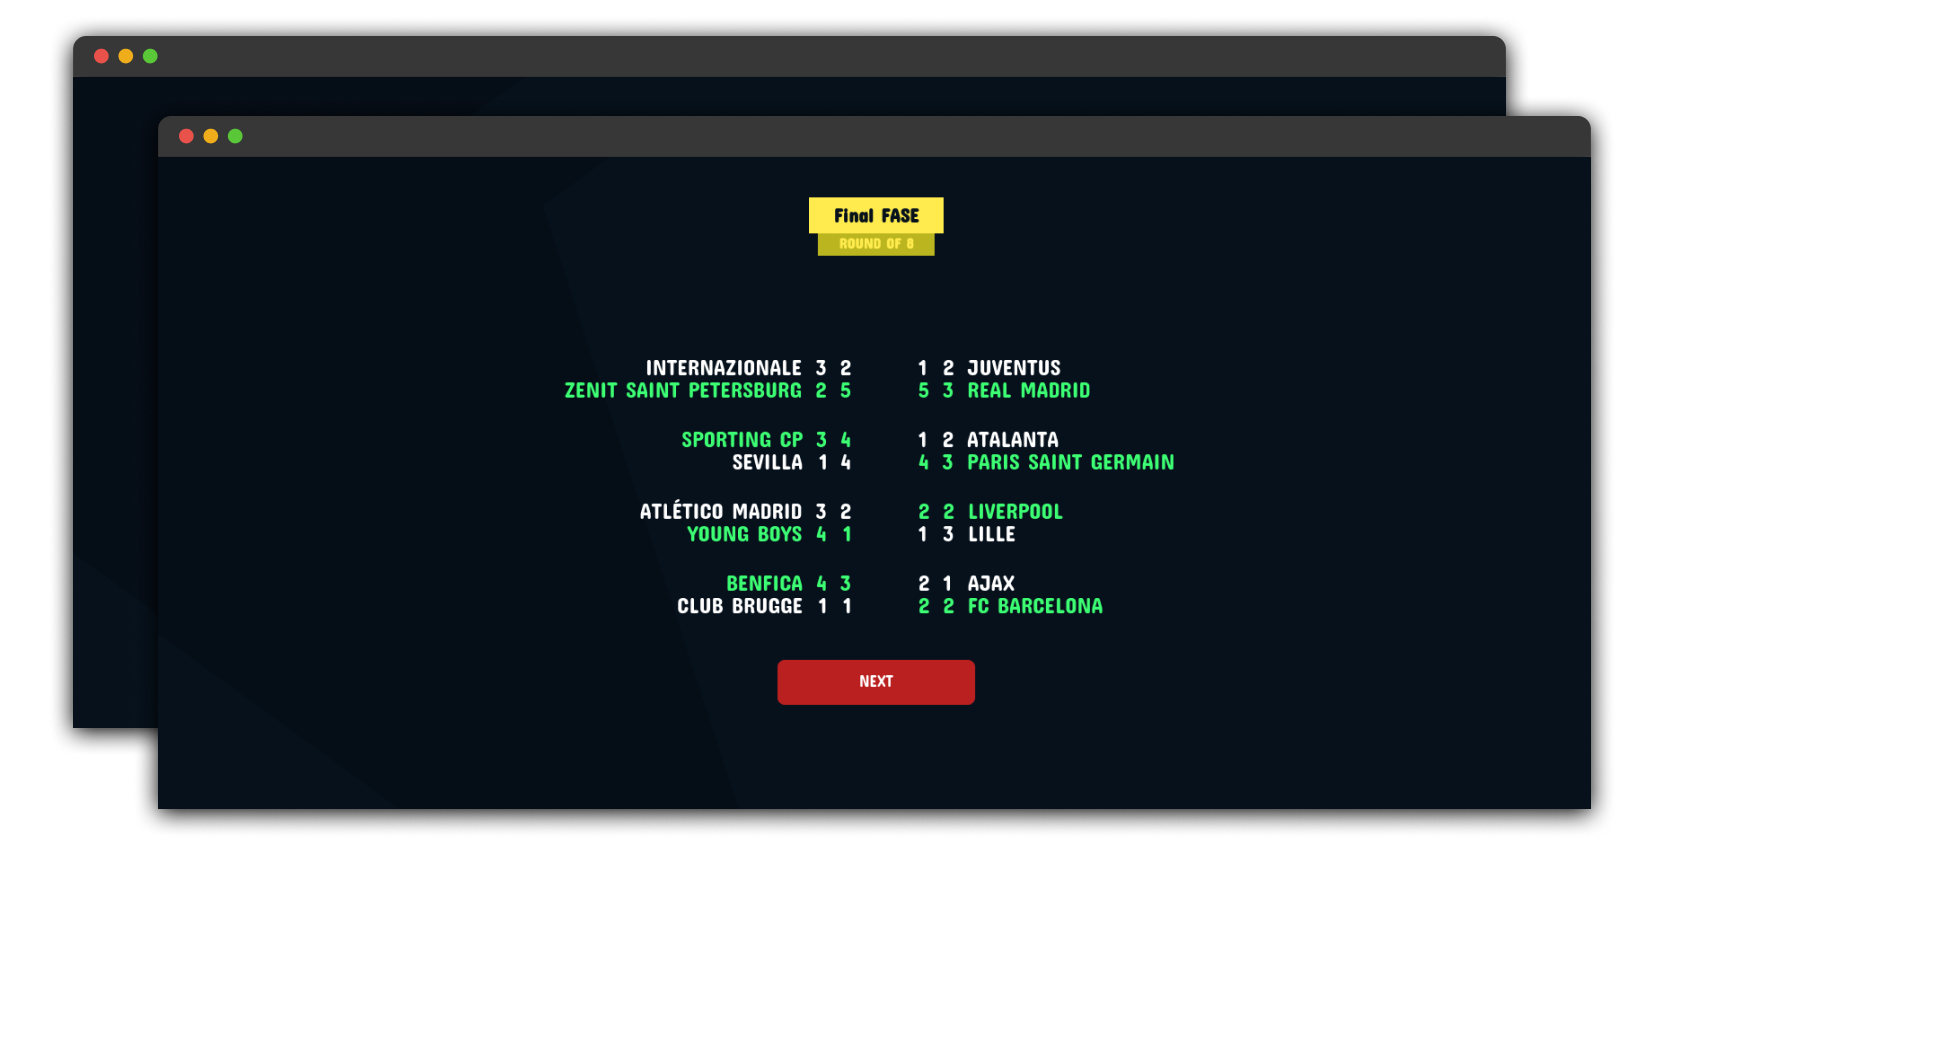 Final FASE
ROUND OF 8
INTERNAZIONALE 3 2 1 2 JUVENTUS
ZENIT SAINT PETERSBURG 2 5 5 3 REAL MADRID
SPORTING CP 3 4 1 2 ATALANTA
SEVILLA 1 4 4 3 PARIS SAINT GERMAIN
ATLÉTICO MADRID 3 2 2 2 LIVERPOOL
YOUNG BOYS 4 1 1 3 LILLE
BENFICA 4 3 2 1 AJAX
CLUB BRUGGE 1 1 2 2 FC BARCELONA
NEXT